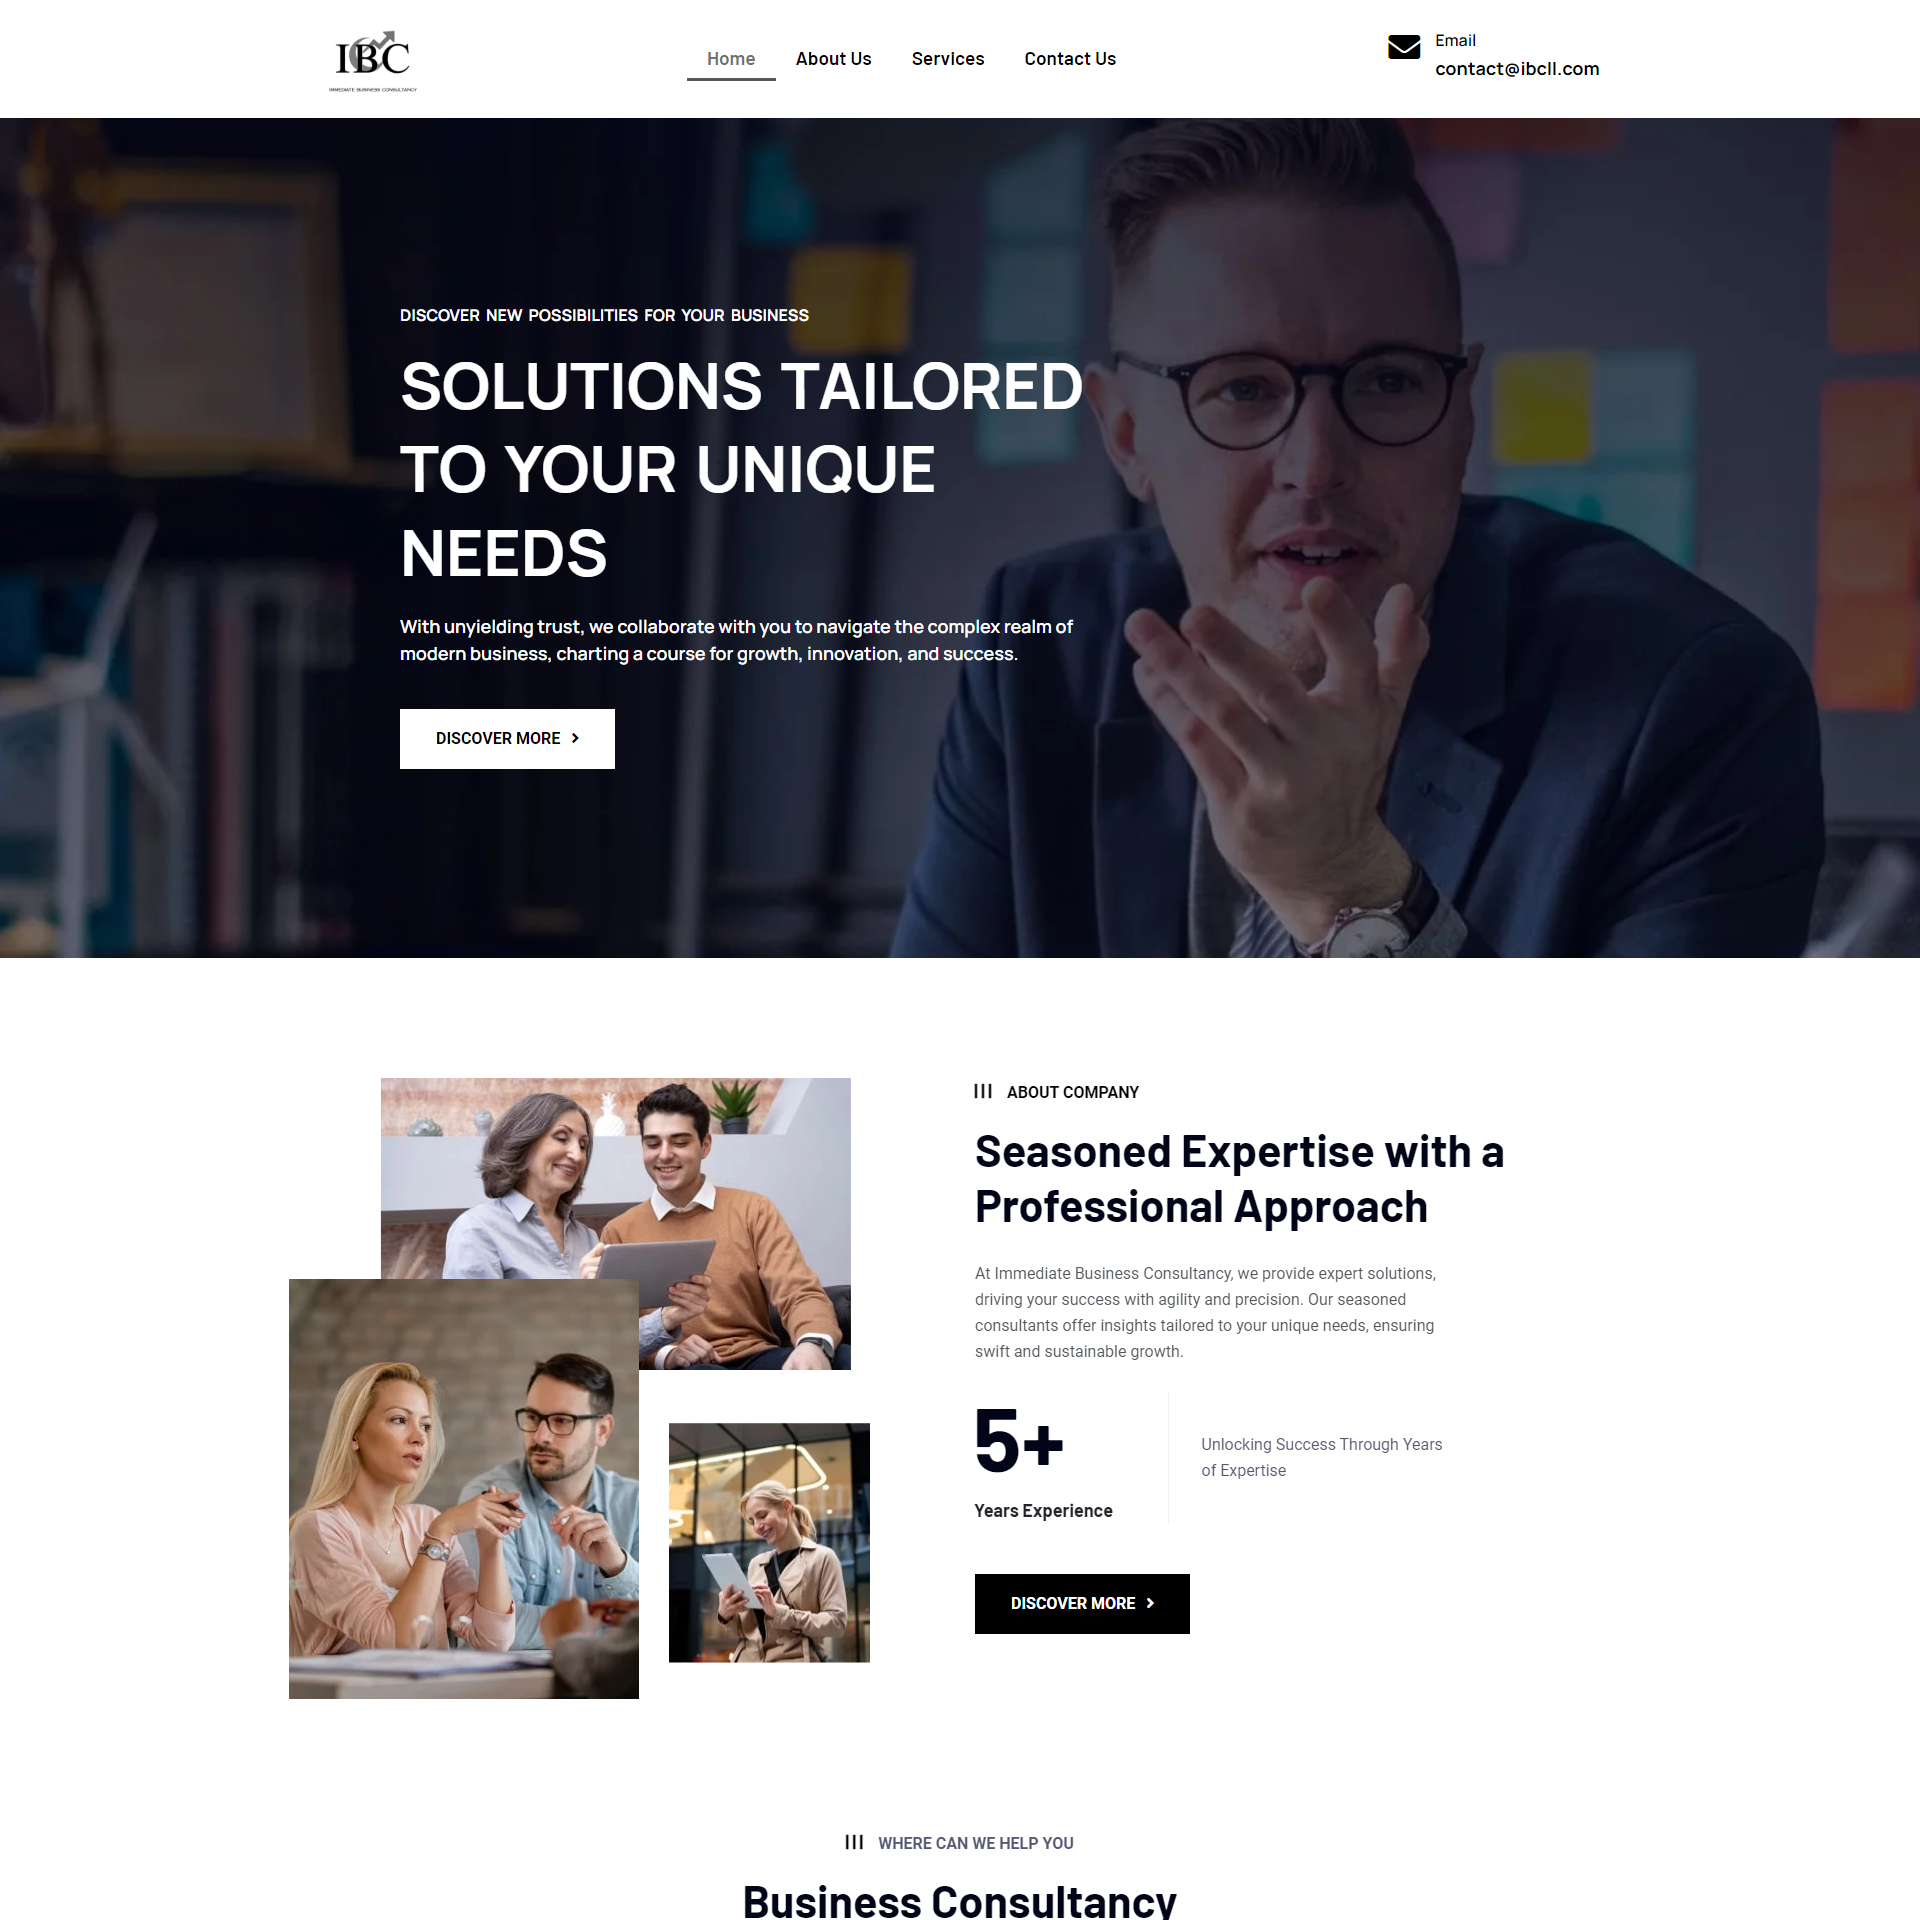 IBC
IMMEDIATE BUSINESS CONSULTANCY
Home
About Us
Services
Contact Us
Email
contact@ibcll.com
DISCOVER NEW POSSIBILITIES FOR YOUR BUSINESS
SOLUTIONS TAILORED
TO YOUR UNIQUE
NEEDS
With unyielding trust, we collaborate with you to navigate the complex realm of
modern business, charting a course for growth, innovation, and success.
DISCOVER MORE
ABOUT COMPANY
Seasoned Expertise with a
Professional Approach
At Immediate Business Consultancy, we provide expert solutions,
driving your success with agility and precision. Our seasoned
consultants offer insights tailored to your unique needs, ensuring
swift and sustainable growth.
5+
Years Experience
Unlocking Success Through Years
of Expertise
DISCOVER MORE
WHERE CAN WE HELP YOU
Business Consultancy